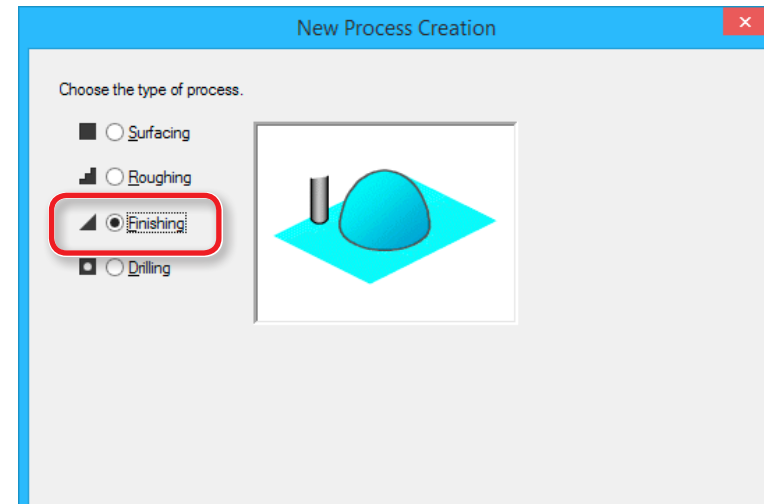 New Process Creation
Choose the type of process.
Surfacing
Roughing
Finishing
Drilling